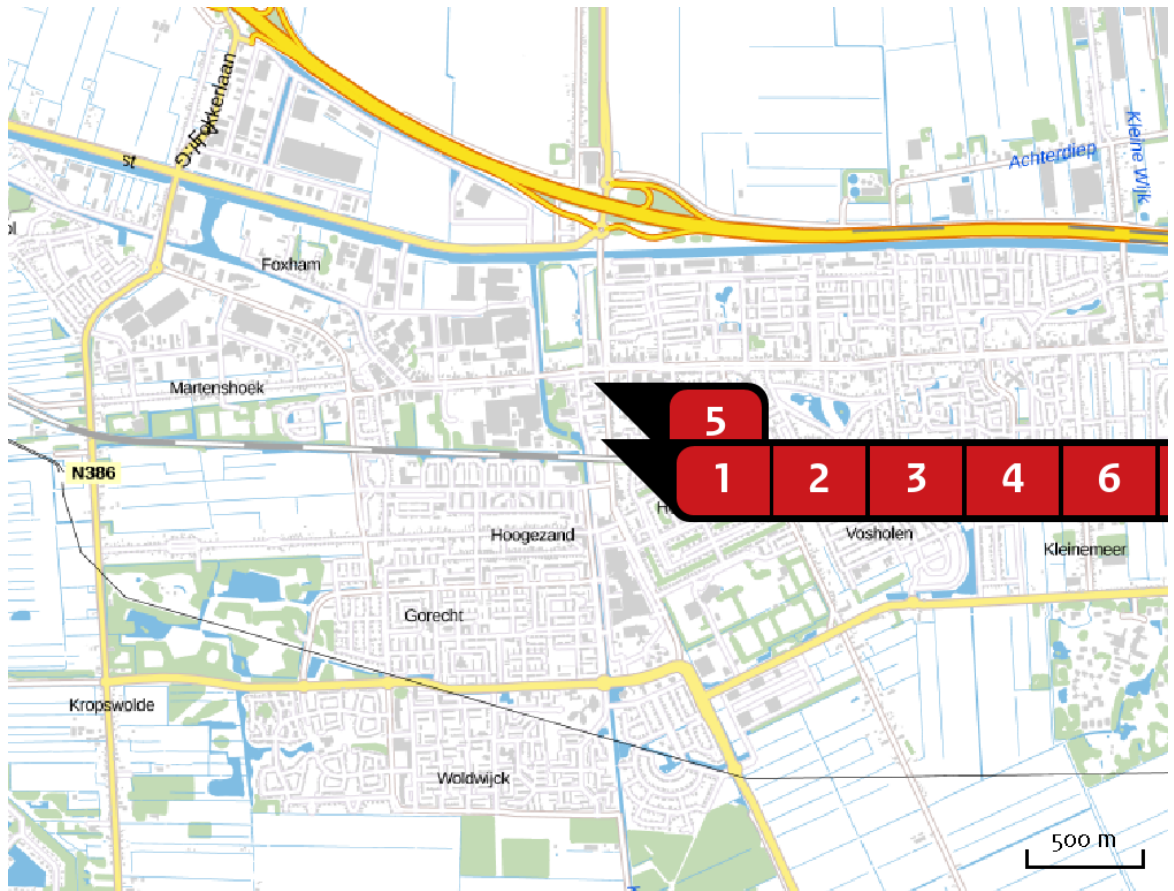 G.J. Fokkerlaan
Kleine Wijk
Achterdiep
St
ol
Foxham
Martenshoek
5
N386
1 2 3 4 6
Hoogezand
Vosholen
Kleinemeer
Gorecht
Kropswolde
Woldwijck
500 m